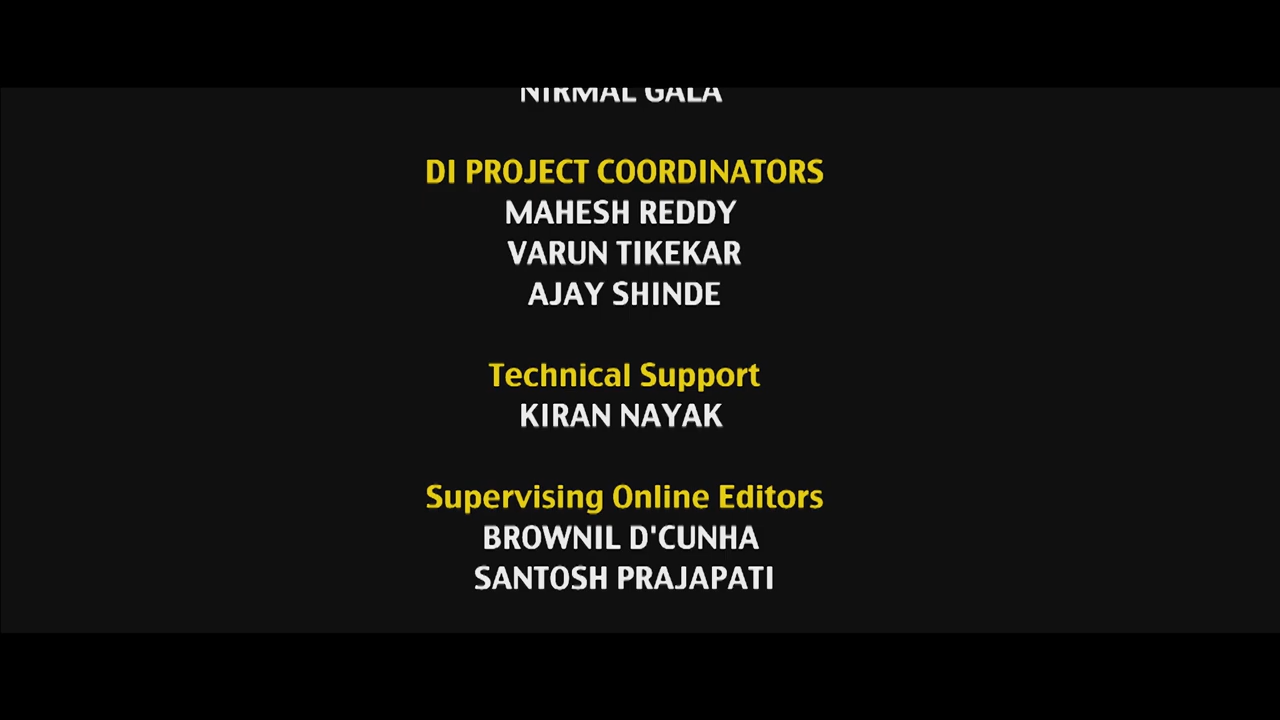 NIRMAL GALA
DI PROJECT COORDINATORS
MAHESH REDDY
VARUN TIKEKAR
AJAY SHINDE
Technical Support
KIRAN NAYAK
Supervising Online Editors
BROWNIL D'CUNHA
SANTOSH PRAJAPATI